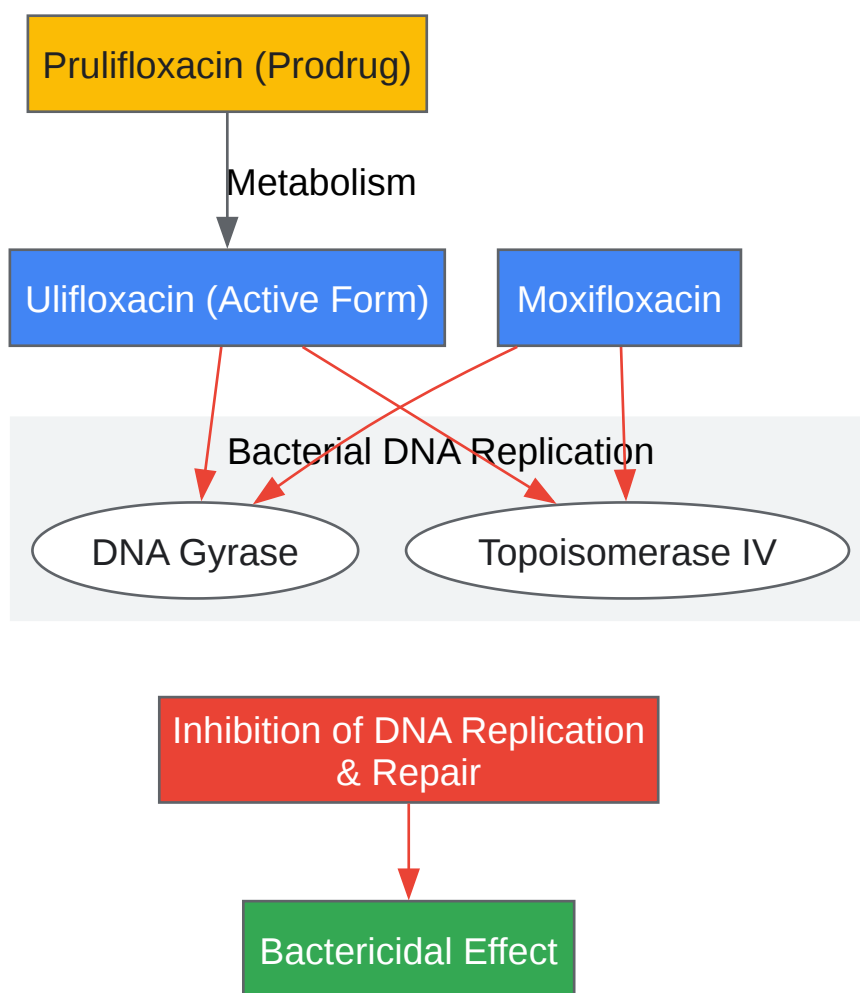 Prulifloxacin (Prodrug)
Metabolism
Ulifloxacin (Active Form)
Moxifloxacin
Bacterial DNA Replication
DNA Gyrase
Topoisomerase IV
Inhibition of DNA Replication
& Repair
Bactericidal Effect